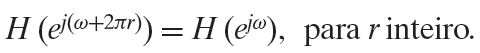 H (e^{j(ω+2πr)}) = H (e^{jω}), para r inteiro.